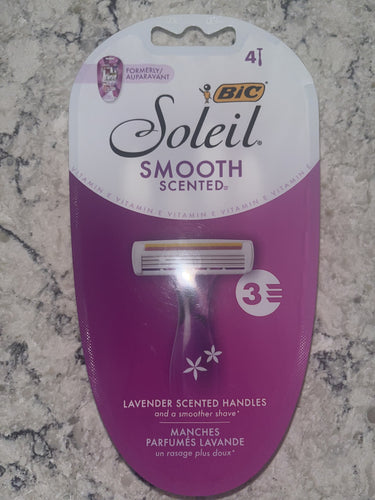 FORMERLY/
AUPARAVANT
4
BiC
Soleil®
SMOOTH
SCENTED®
VITAMIN E VITAMIN E VITAMIN E VITAMIN E VITAMIN E
3
LAVENDER SCENTED HANDLES
and a smoother shave*
MANCHES
PARFUMÉS LAVANDE
un rasage plus doux*